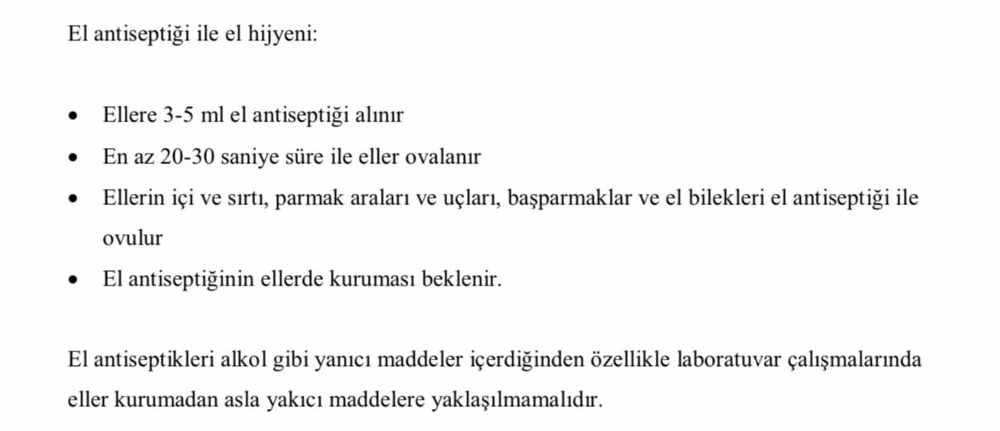 El antiseptiği ile el hijyeni:
• Ellere 3-5 ml el antiseptiği alınır
• En az 20-30 saniye süre ile eller ovalanır
• Ellerin içi ve sırtı, parmak araları ve uçları, başparmaklar ve el bilekleri el antiseptiği ile
ovulur
• El antiseptiğinin ellerde kuruması beklenir.
El antiseptikleri alkol gibi yanıcı maddeler içerdiğinden özellikle laboratuvar çalışmalarında
eller kurumadan asla yakıcı maddelere yaklaşılmamalıdır.